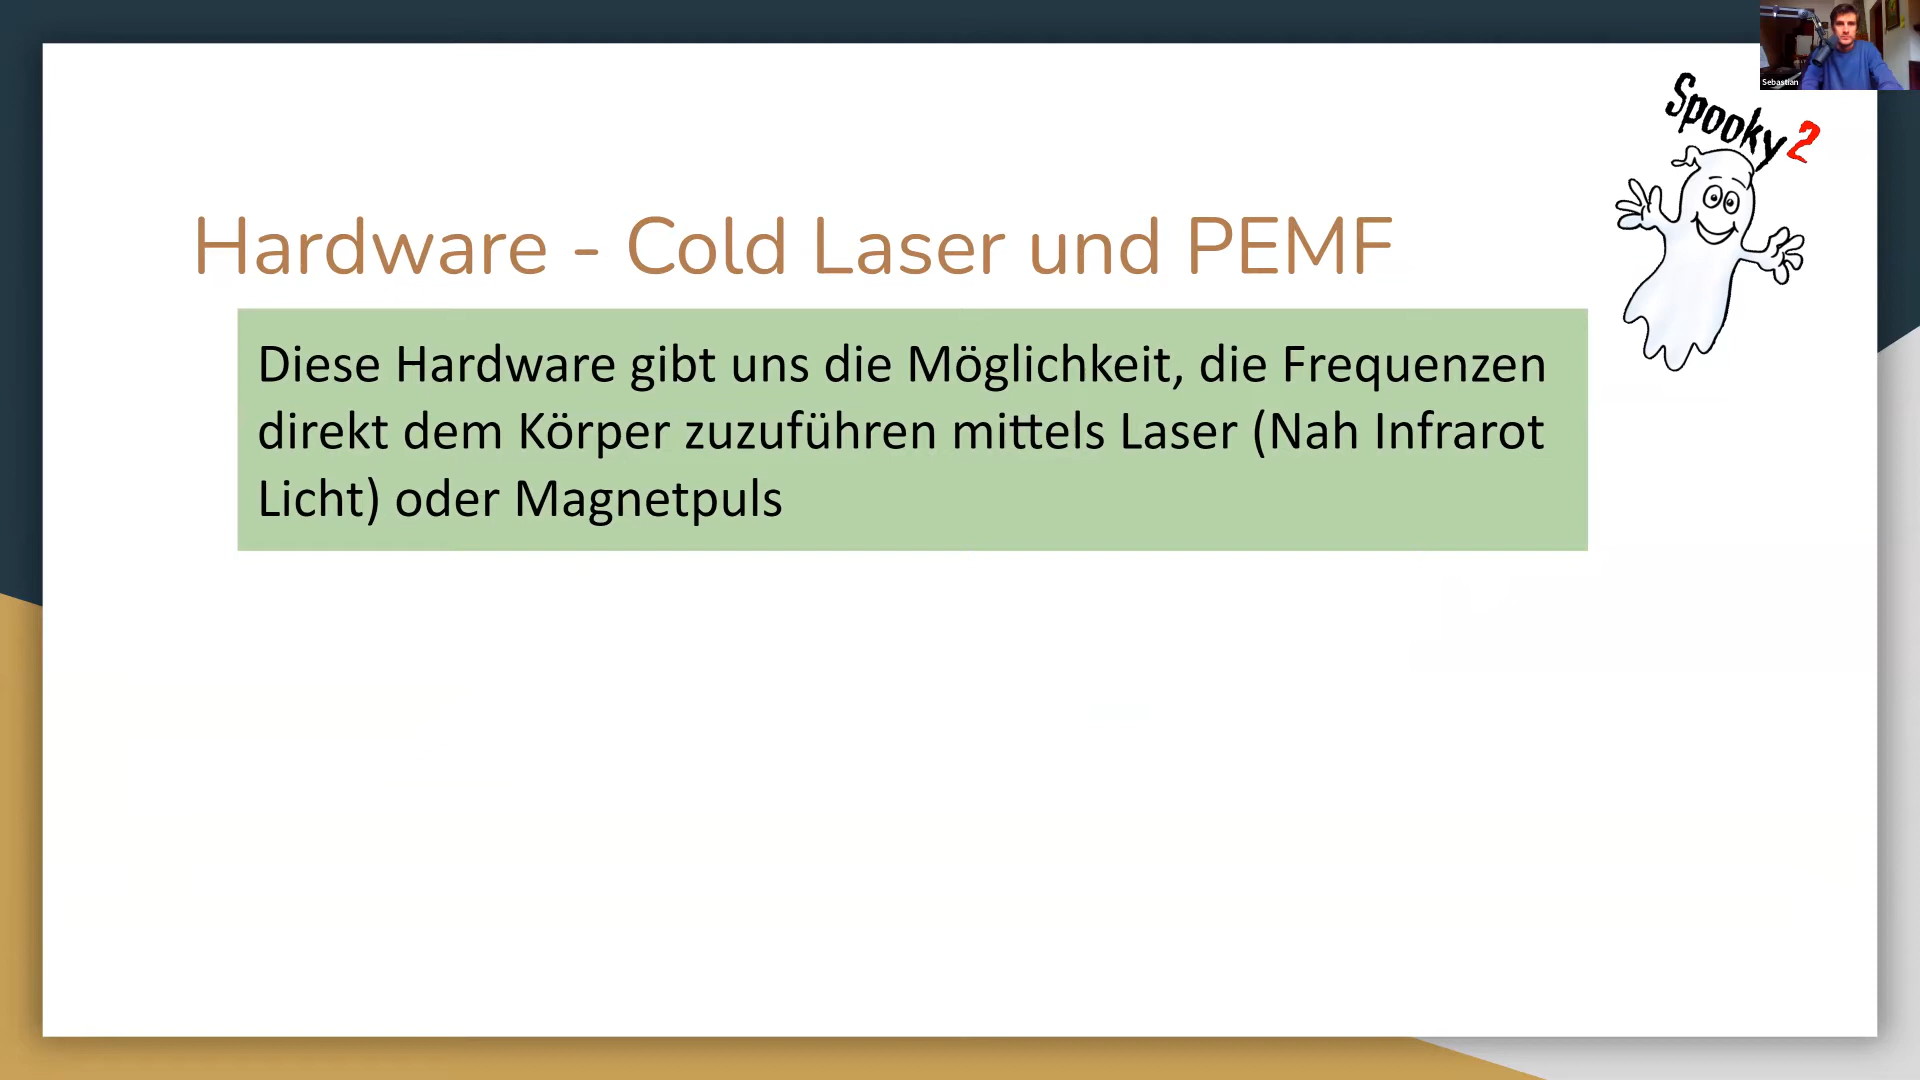 Sebastian
Spooky2
Hardware - Cold Laser und PEMF
Diese Hardware gibt uns die Möglichkeit, die Frequenzen
direkt dem Körper zuzuführen mittels Laser (Nah Infrarot
Licht) oder Magnetpuls